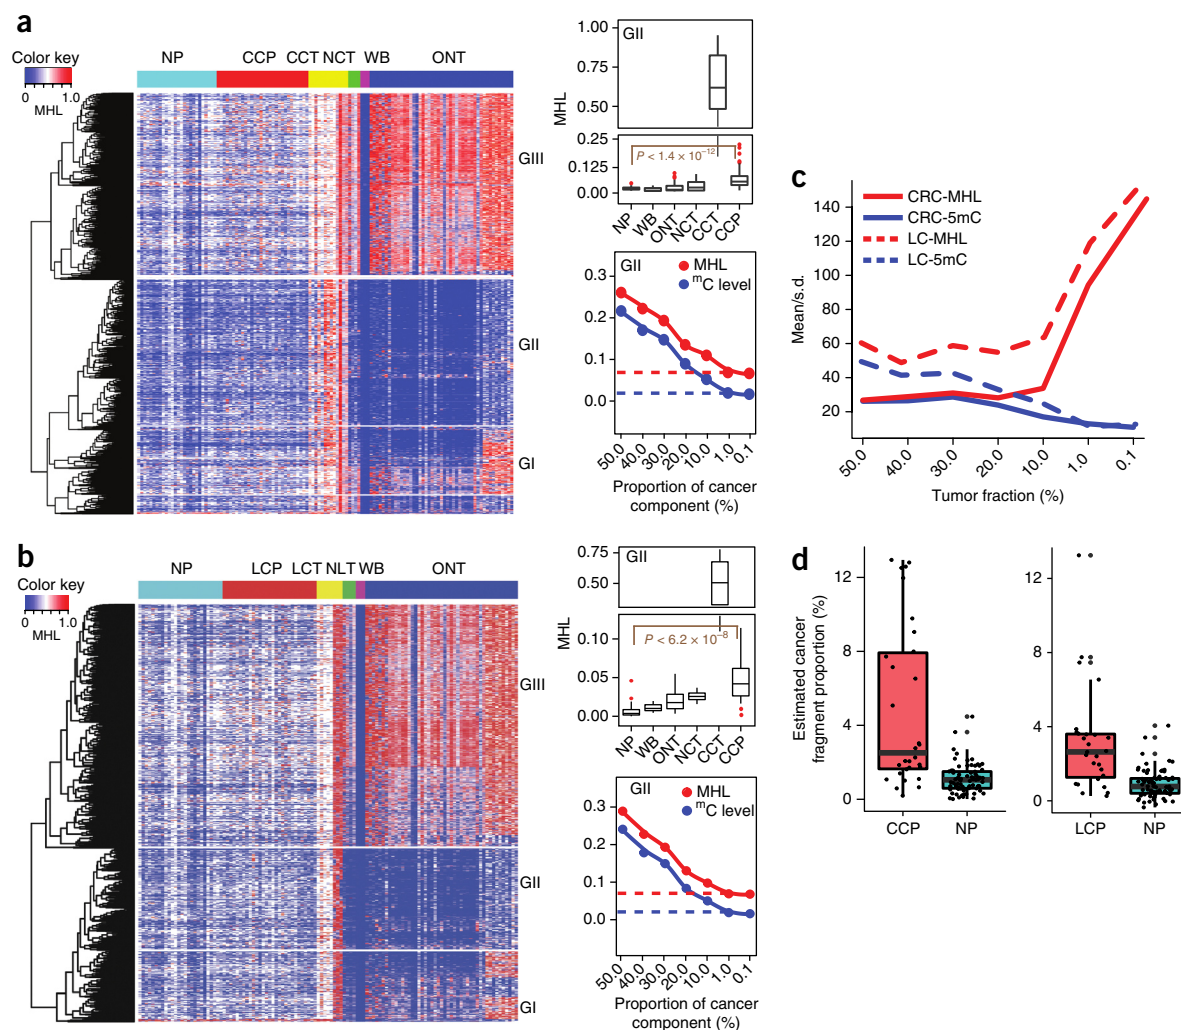 a
Color key
0 1.0
MHL
NP CCP CCT NCT WB ONT
GIII
GII
GI
GII
MHL
1.00
0.75
0.50
0.25
0.125
0.00
P < 1.4 × 10−12
NP WB ONT NCT CCT CCP
GII
MHL
mC level
0.3
0.2
0.1
0.0
50.0 40.0 30.0 20.0 10.0 1.0 0.1
Proportion of cancer
component (%)
b
Color key
0 1.0
MHL
NP LCP LCT NLT WB ONT
GIII
GII
GI
GII
MHL
0.75
0.50
0.10
0.05
0.00
P < 6.2 × 10−8
NP WB ONT NCT CCT CCP
GII
MHL
mC level
0.3
0.2
0.1
0.0
50.0 40.0 30.0 20.0 10.0 1.0 0.1
Proportion of cancer
component (%)
c
CRC-MHL
CRC-5mC
LC-MHL
LC-5mC
Mean/s.d.
140
120
100
80
60
40
20
50.0 40.0 30.0 20.0 10.0 1.0 0.1
Tumor fraction (%)
d
Estimated cancer
fragment proportion (%)
12
8
4
0
CCP NP
12
8
4
0
LCP NP